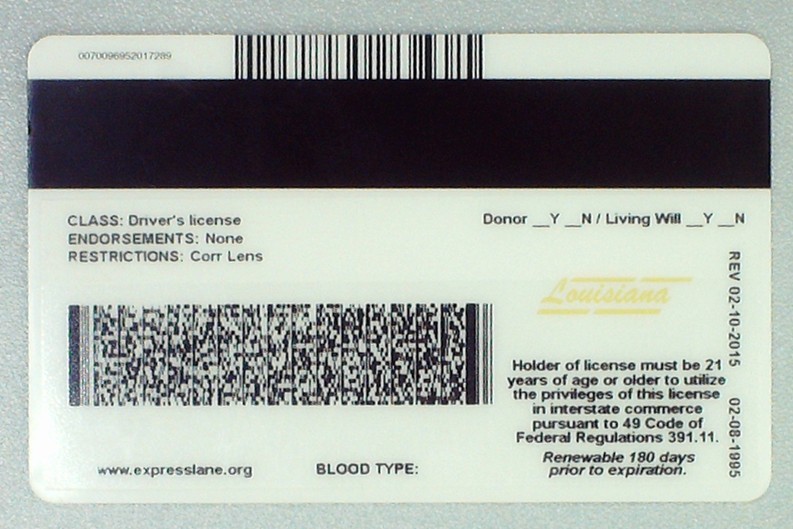 0070096952017289
CLASS: Driver's license
ENDORSEMENTS: None
RESTRICTIONS: Corr Lens
Donor __Y __N / Living Will __Y __N
Louisiana
REV 02-10-2015
02-08-1995
Holder of license must be 21
years of age or older to utilize
the privileges of this license
in interstate commerce
pursuant to 49 Code of
Federal Regulations 391.11.
Renewable 180 days
prior to expiration.
www.expresslane.org
BLOOD TYPE: